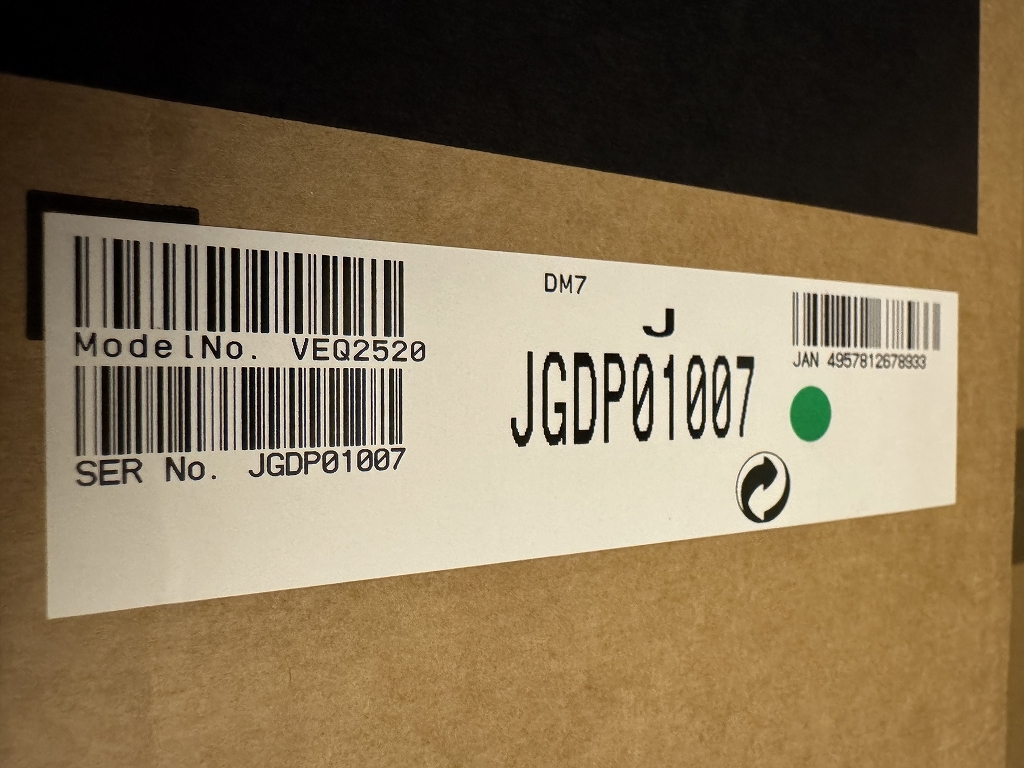 ModelNo. VEQ2520
SER No. JGDP01007
DM7
J
JGDP01007
JAN 4957812678933